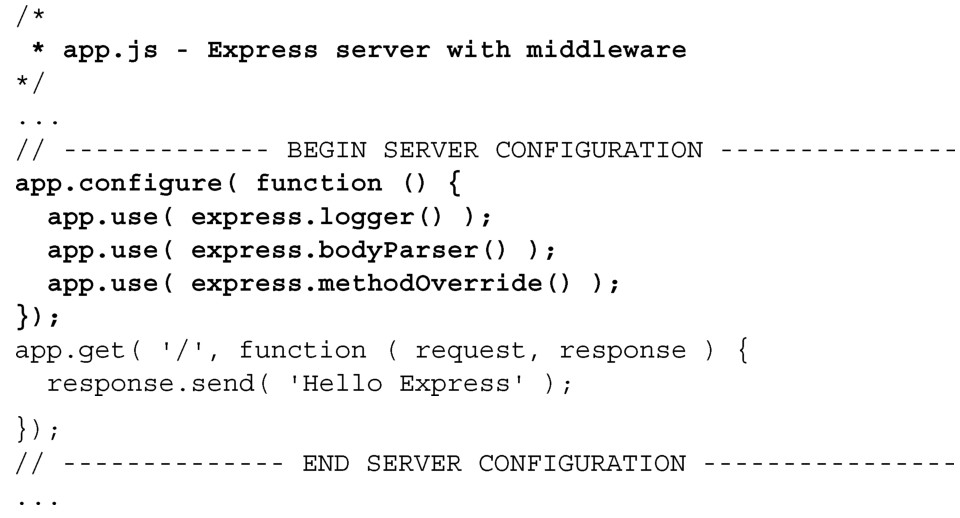 /*
 * app.js - Express server with middleware
*/
...
// ------------- BEGIN SERVER CONFIGURATION ---------------
app.configure( function () {
  app.use( express.logger() );
  app.use( express.bodyParser() );
  app.use( express.methodOverride() );
});
app.get( '/', function ( request, response ) {
  response.send( 'Hello Express' );
});
// -------------- END SERVER CONFIGURATION ----------------
...